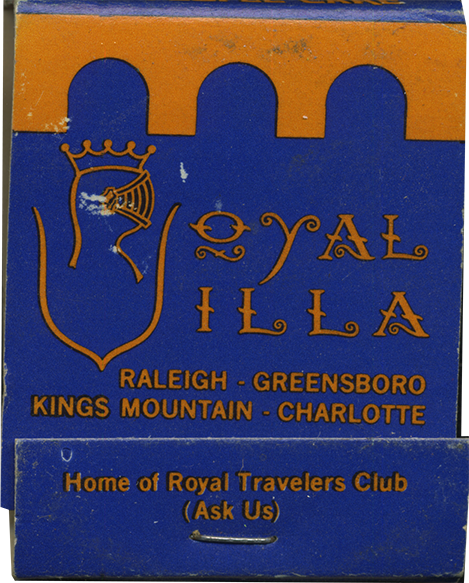 ROYAL
VILLA
RALEIGH - GREENSBORO
KINGS MOUNTAIN - CHARLOTTE
Home of Royal Travelers Club
(Ask Us)